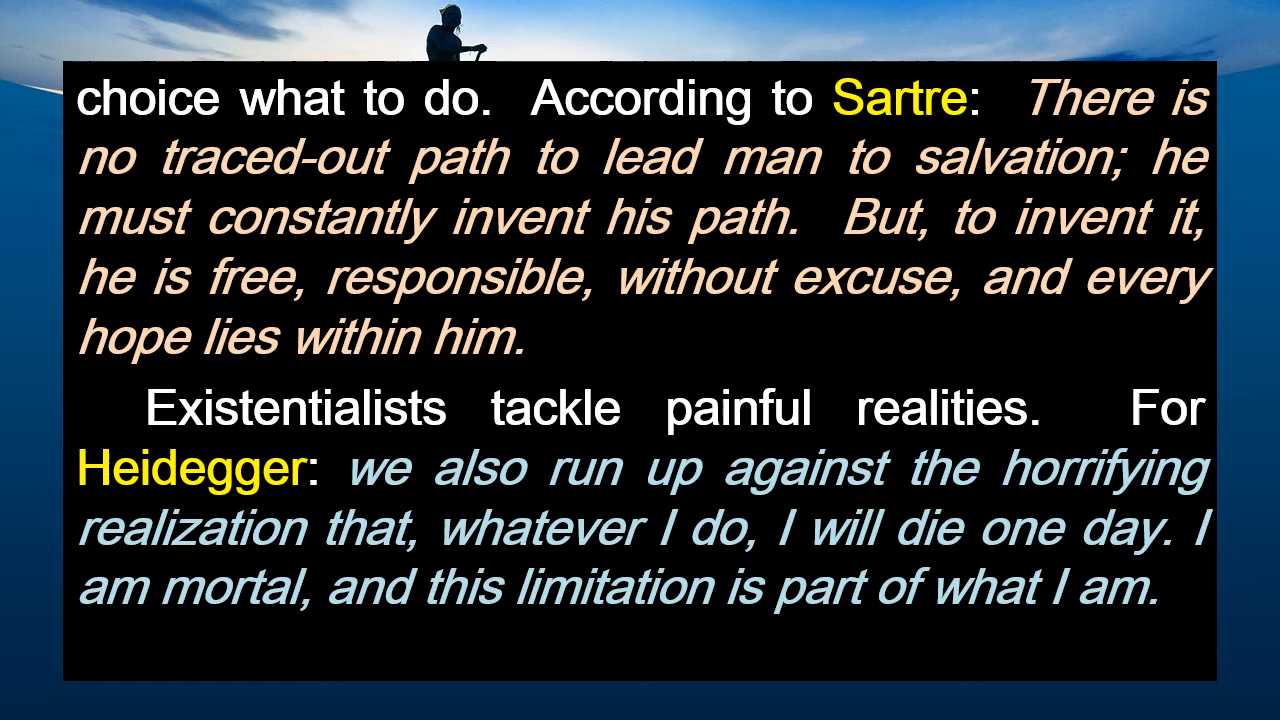 choice what to do.  According to Sartre:  There is
no traced-out path to lead man to salvation; he
must constantly invent his path.  But, to invent it,
he is free, responsible, without excuse, and every
hope lies within him.
Existentialists tackle painful realities.  For
Heidegger: we also run up against the horrifying
realization that, whatever I do, I will die one day. I
am mortal, and this limitation is part of what I am.